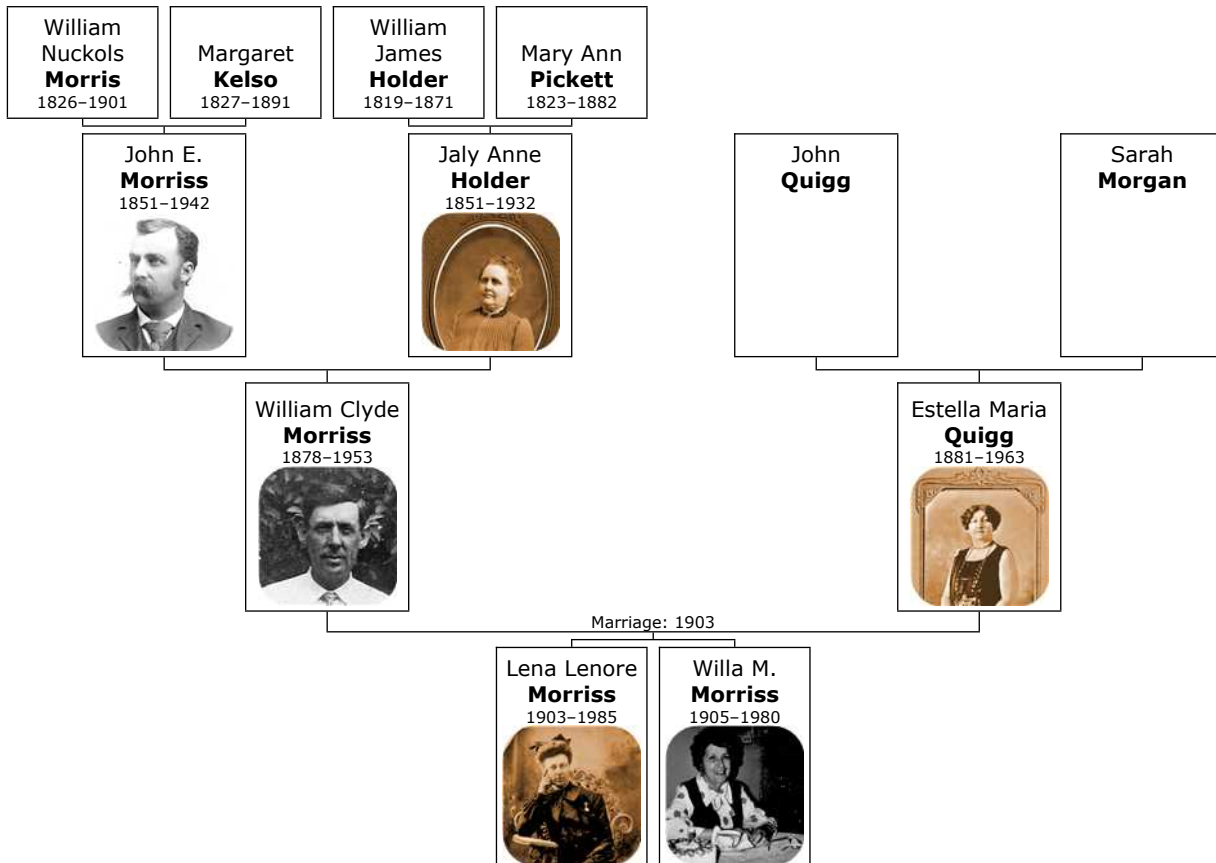 William
Nuckols
Morris
1826–1901
Margaret
Kelso
1827–1891
William
James
Holder
1819–1871
Mary Ann
Pickett
1823–1882
John E.
Morriss
1851–1942
Jaly Anne
Holder
1851–1932
John
Quigg
Sarah
Morgan
William Clyde
Morriss
1878–1953
Estella Maria
Quigg
1881–1963
Marriage: 1903
Lena Lenore
Morriss
1903–1985
Willa M.
Morriss
1905–1980